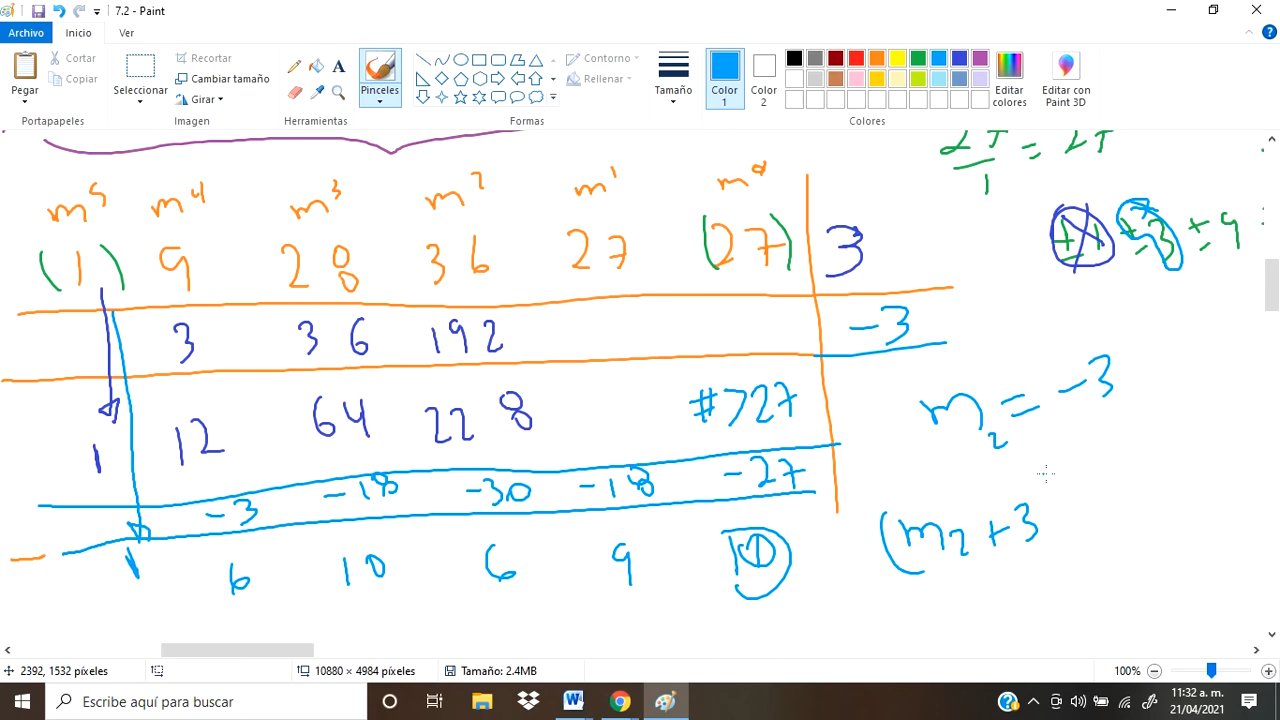 7.2 - Paint
Archivo Inicio Ver
Pegar
Cortar
Copiar
Portapapeles
Seleccionar
Recortar
Cambiar tamaño
Girar
Imagen
A
Herramientas
Pinceles
Contorno
Rellenar
Formas
Tamaño
Color 1
Color 2
Editar colores
Editar con Paint 3D
Colores
m⁵ m⁴ m³ m² m¹ m⁰
(1) 9 28 36 27 (27) 3
3 36 192 -3
1 12 64 228 #>27
-3 -18 -30 -18 -27
1 6 10 6 9
±1 ±3 ±9
m₂ = -3
(m₂ + 3
2392, 1532 píxeles 10880 × 4984 píxeles Tamaño: 2.4MB 100%
Escribe aquí para buscar
11:32 a. m.
21/04/2021